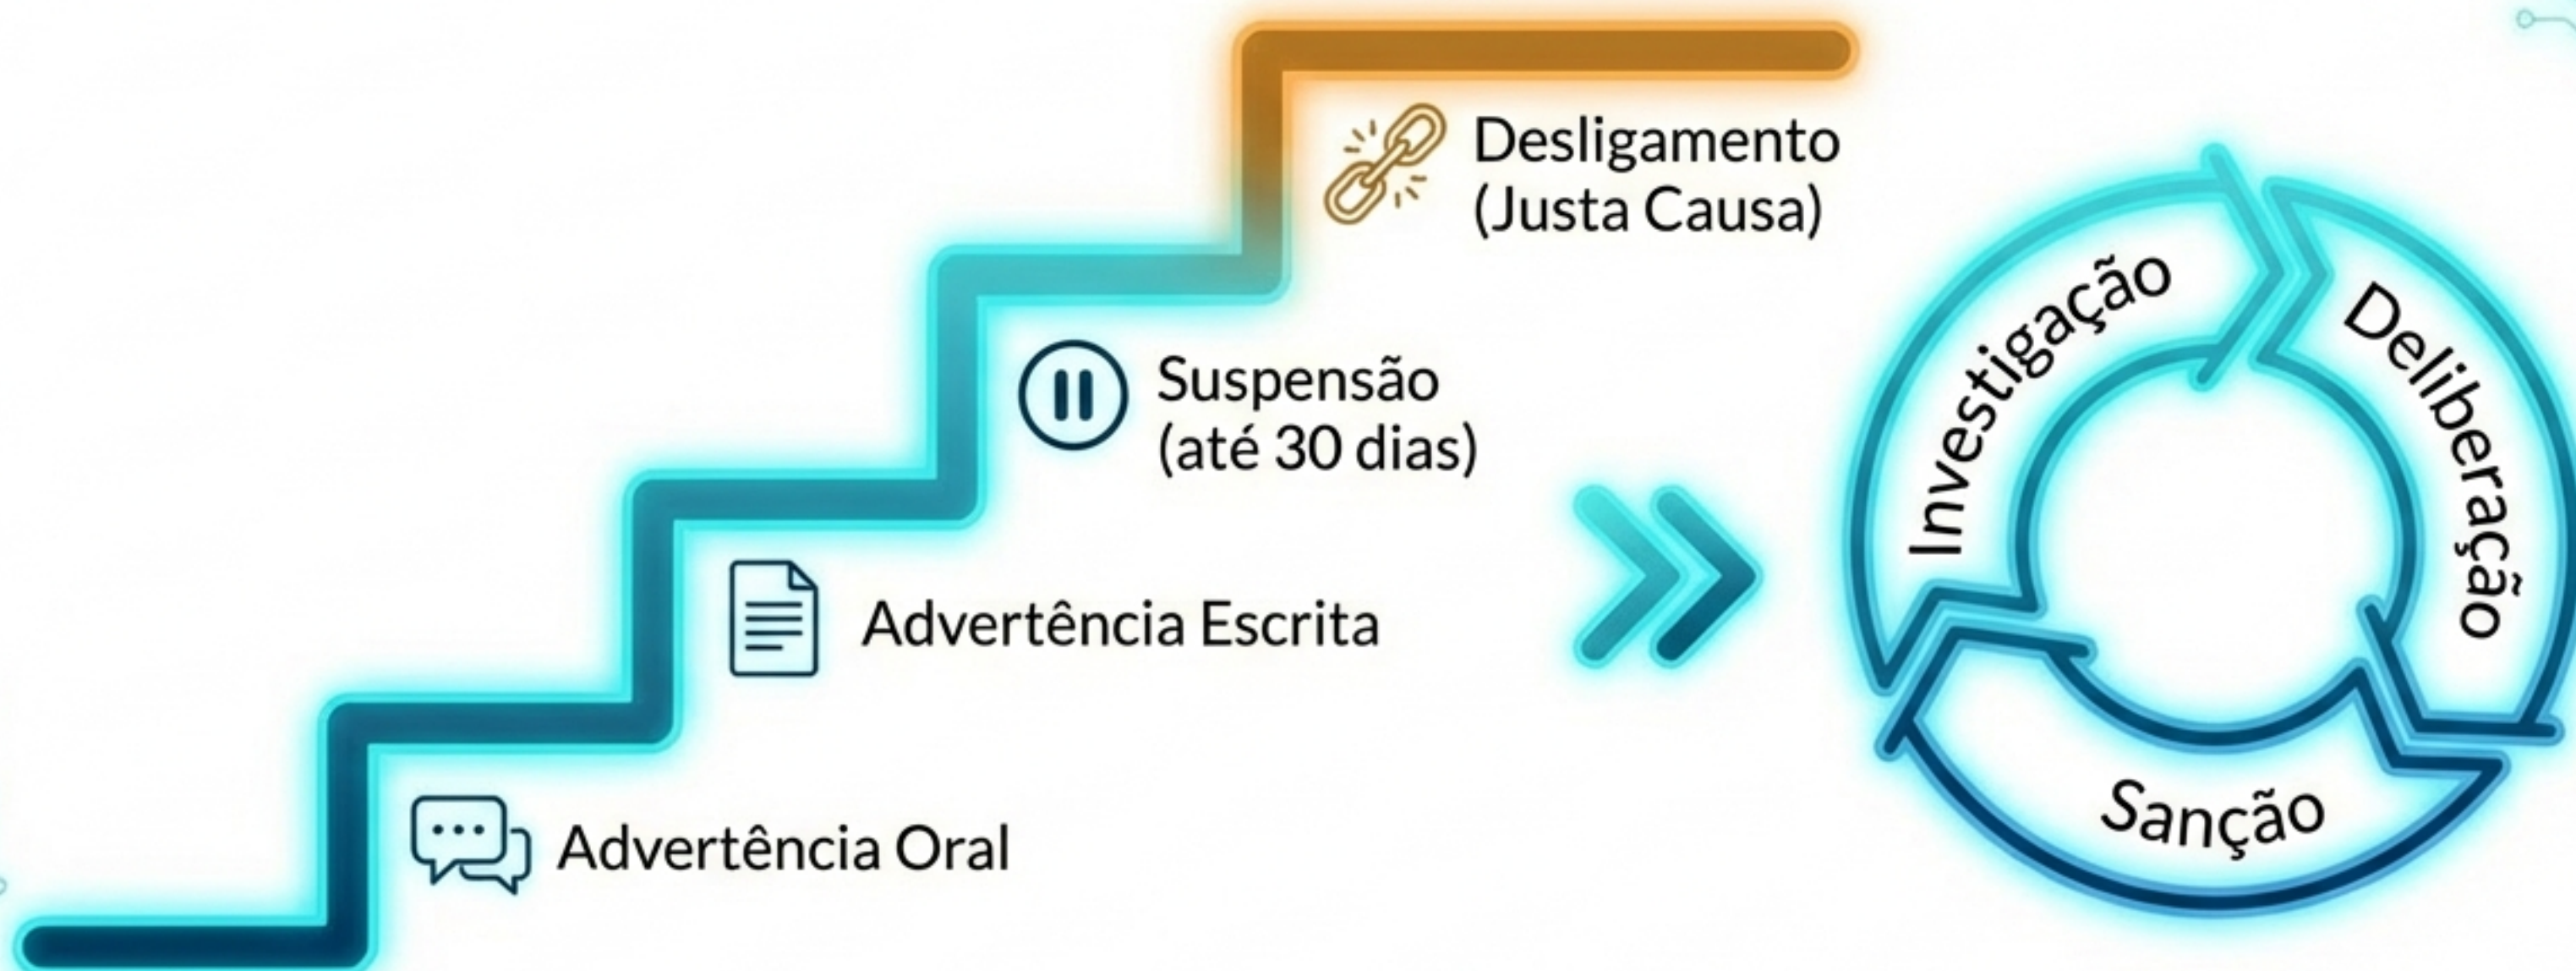 Desligamento
(Justa Causa)
Suspensão
(até 30 dias)
Advertência Escrita
Advertência Oral
Investigação
Deliberação
Sanção